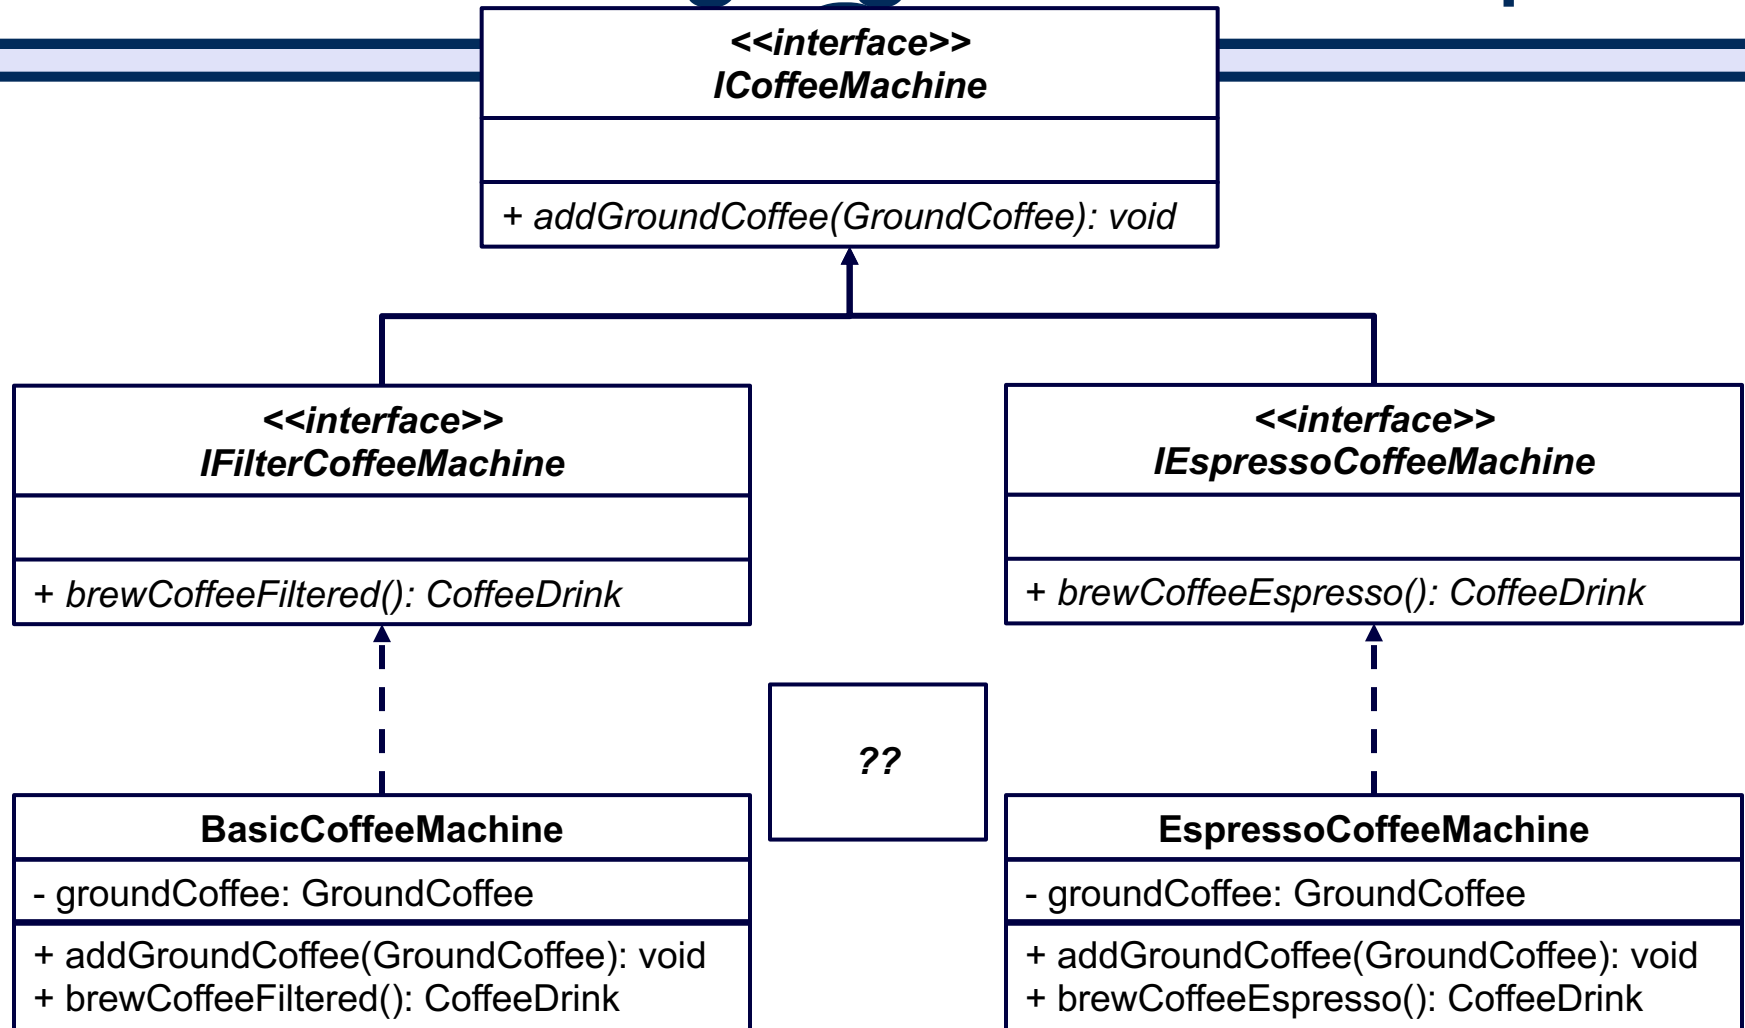 <<interface>>
ICoffeeMachine
+ addGroundCoffee(GroundCoffee): void
<<interface>>
IFilterCoffeeMachine
+ brewCoffeeFiltered(): CoffeeDrink
<<interface>>
IEspressoCoffeeMachine
+ brewCoffeeEspresso(): CoffeeDrink
??
BasicCoffeeMachine
- groundCoffee: GroundCoffee
+ addGroundCoffee(GroundCoffee): void
+ brewCoffeeFiltered(): CoffeeDrink
EspressoCoffeeMachine
- groundCoffee: GroundCoffee
+ addGroundCoffee(GroundCoffee): void
+ brewCoffeeEspresso(): CoffeeDrink